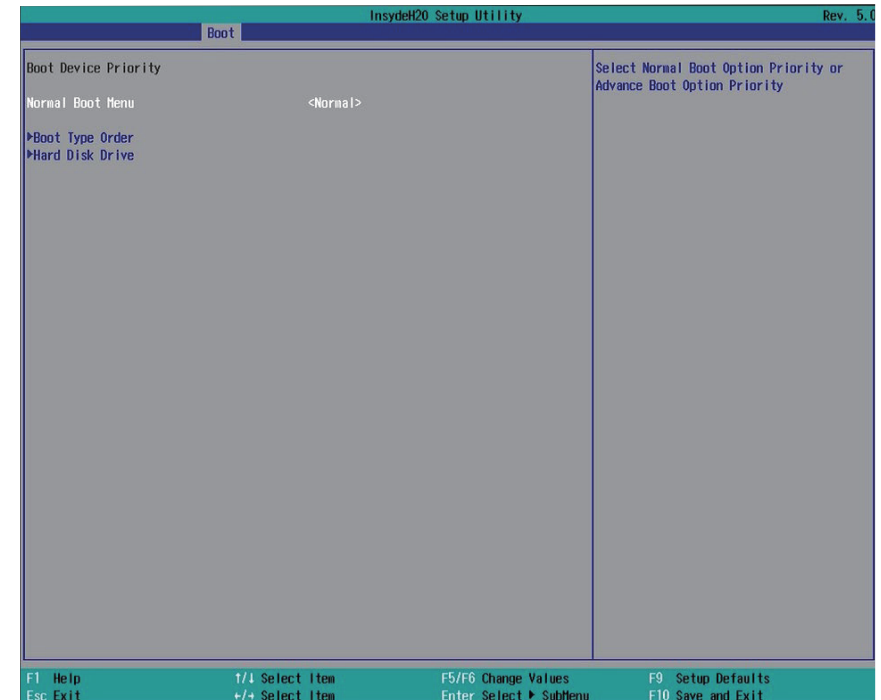 InsydeH20 Setup Utility Rev. 5.0
Boot
Boot Device Priority
Normal Boot Menu <Normal>
▶Boot Type Order
▶Hard Disk Drive
Select Normal Boot Option Priority or
Advance Boot Option Priority
F1 Help ↑/↓ Select Item F5/F6 Change Values F9 Setup Defaults
Esc Exit ←/→ Select Item Enter Select ▶ SubMenu F10 Save and Exit